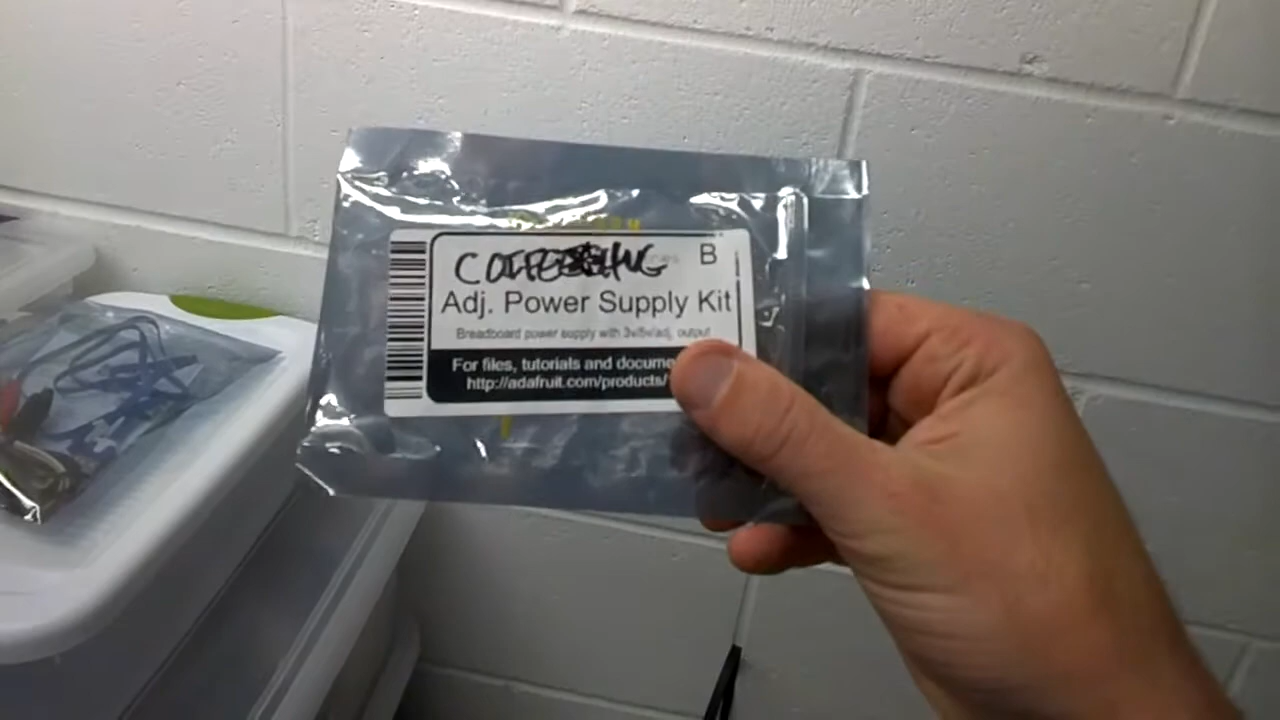 B
Adj. Power Supply Kit
Breadboard power supply with 3v/5v/adj. output
For files, tutorials and docume
http://adafruit.com/products/